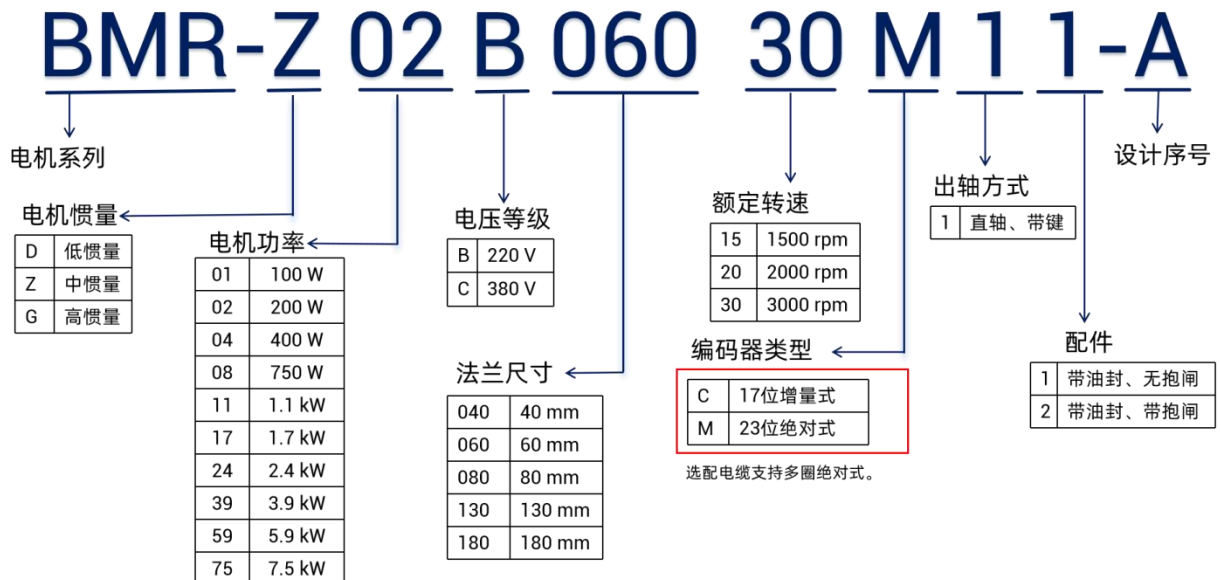 BMR-Z 02 B 060 30 M 1 1-A
电机系列
设计序号
电机惯量
D 低惯量
Z 中惯量
G 高惯量
电机功率
01 100 W
02 200 W
04 400 W
08 750 W
11 1.1 kW
17 1.7 kW
24 2.4 kW
39 3.9 kW
59 5.9 kW
75 7.5 kW
电压等级
B 220 V
C 380 V
法兰尺寸
040 40 mm
060 60 mm
080 80 mm
130 130 mm
180 180 mm
额定转速
15 1500 rpm
20 2000 rpm
30 3000 rpm
编码器类型
C 17位增量式
M 23位绝对式
选配电缆支持多圈绝对式。
出轴方式
1 直轴、带键
配件
1 带油封、无抱闸
2 带油封、带抱闸